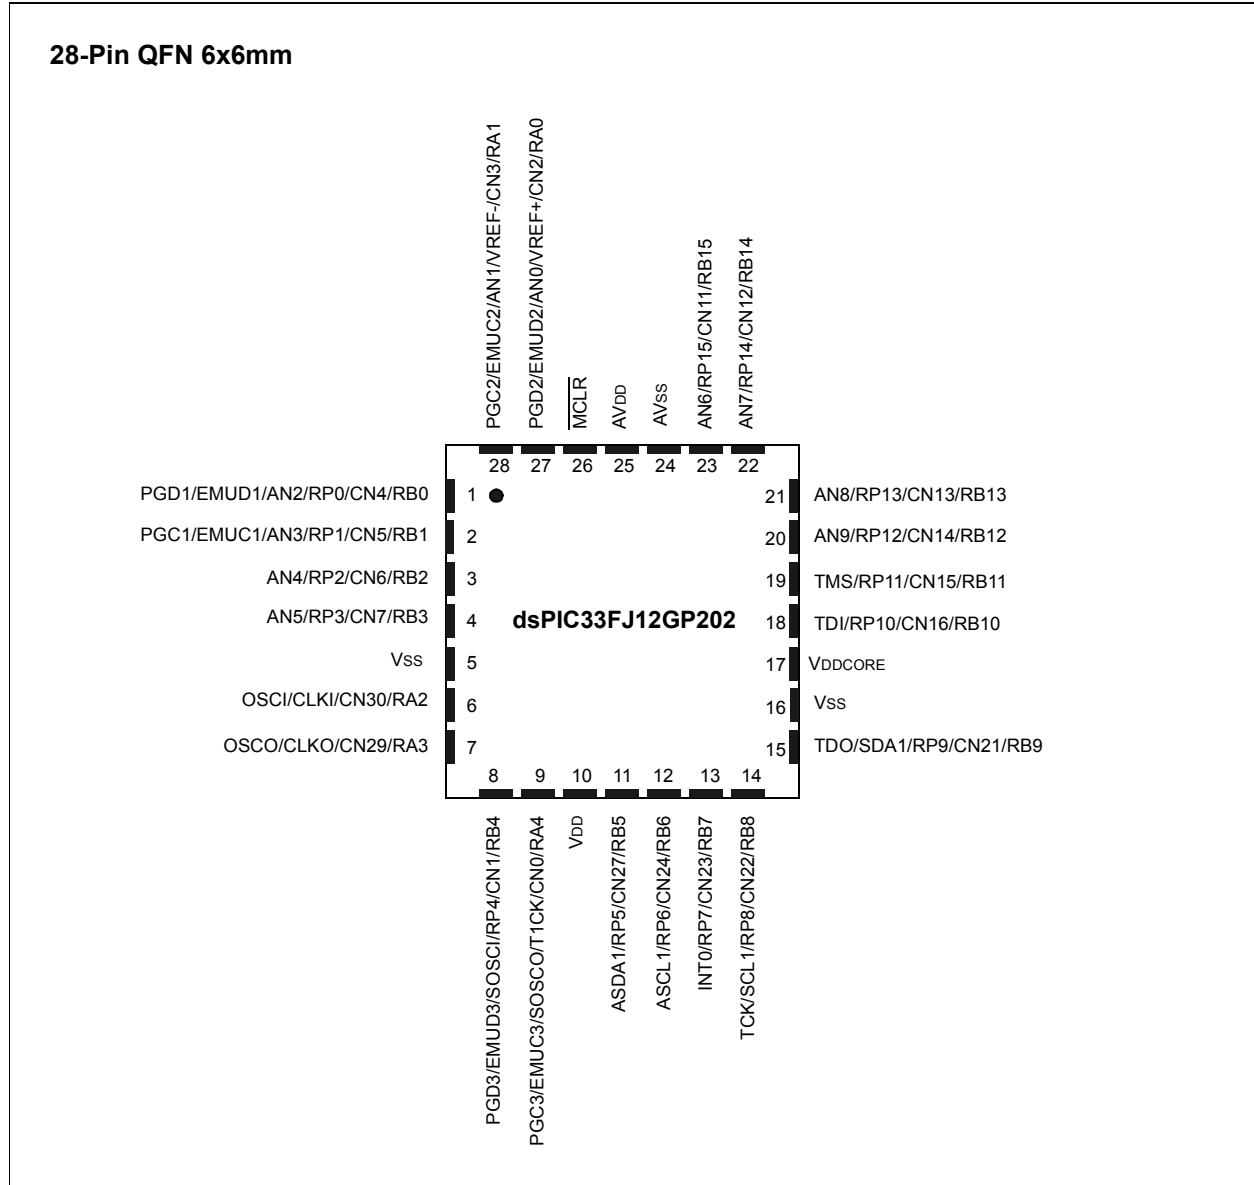 28-Pin QFN 6x6mm
PGC2/EMUC2/AN1/VREF-/CN3/RA1
PGD2/EMUD2/AN0/VREF+/CN2/RA0
MCLR
AVDD
AVSS
AN6/RP15/CN11/RB15
AN7/RP14/CN12/RB14
28 27 26 25 24 23 22
PGD1/EMUD1/AN2/RP0/CN4/RB0 1 21 AN8/RP13/CN13/RB13
PGC1/EMUC1/AN3/RP1/CN5/RB1 2 20 AN9/RP12/CN14/RB12
AN4/RP2/CN6/RB2 3 19 TMS/RP11/CN15/RB11
AN5/RP3/CN7/RB3 4 dsPIC33FJ12GP202 18 TDI/RP10/CN16/RB10
VSS 5 17 VDDCORE
OSCI/CLKI/CN30/RA2 6 16 VSS
OSCO/CLKO/CN29/RA3 7 15 TDO/SDA1/RP9/CN21/RB9
8 9 10 11 12 13 14
PGD3/EMUD3/SOSCI/RP4/CN1/RB4
PGC3/EMUC3/SOSCO/T1CK/CN0/RA4
VDD
ASDA1/RP5/CN27/RB5
ASCL1/RP6/CN24/RB6
INT0/RP7/CN23/RB7
TCK/SCL1/RP8/CN22/RB8